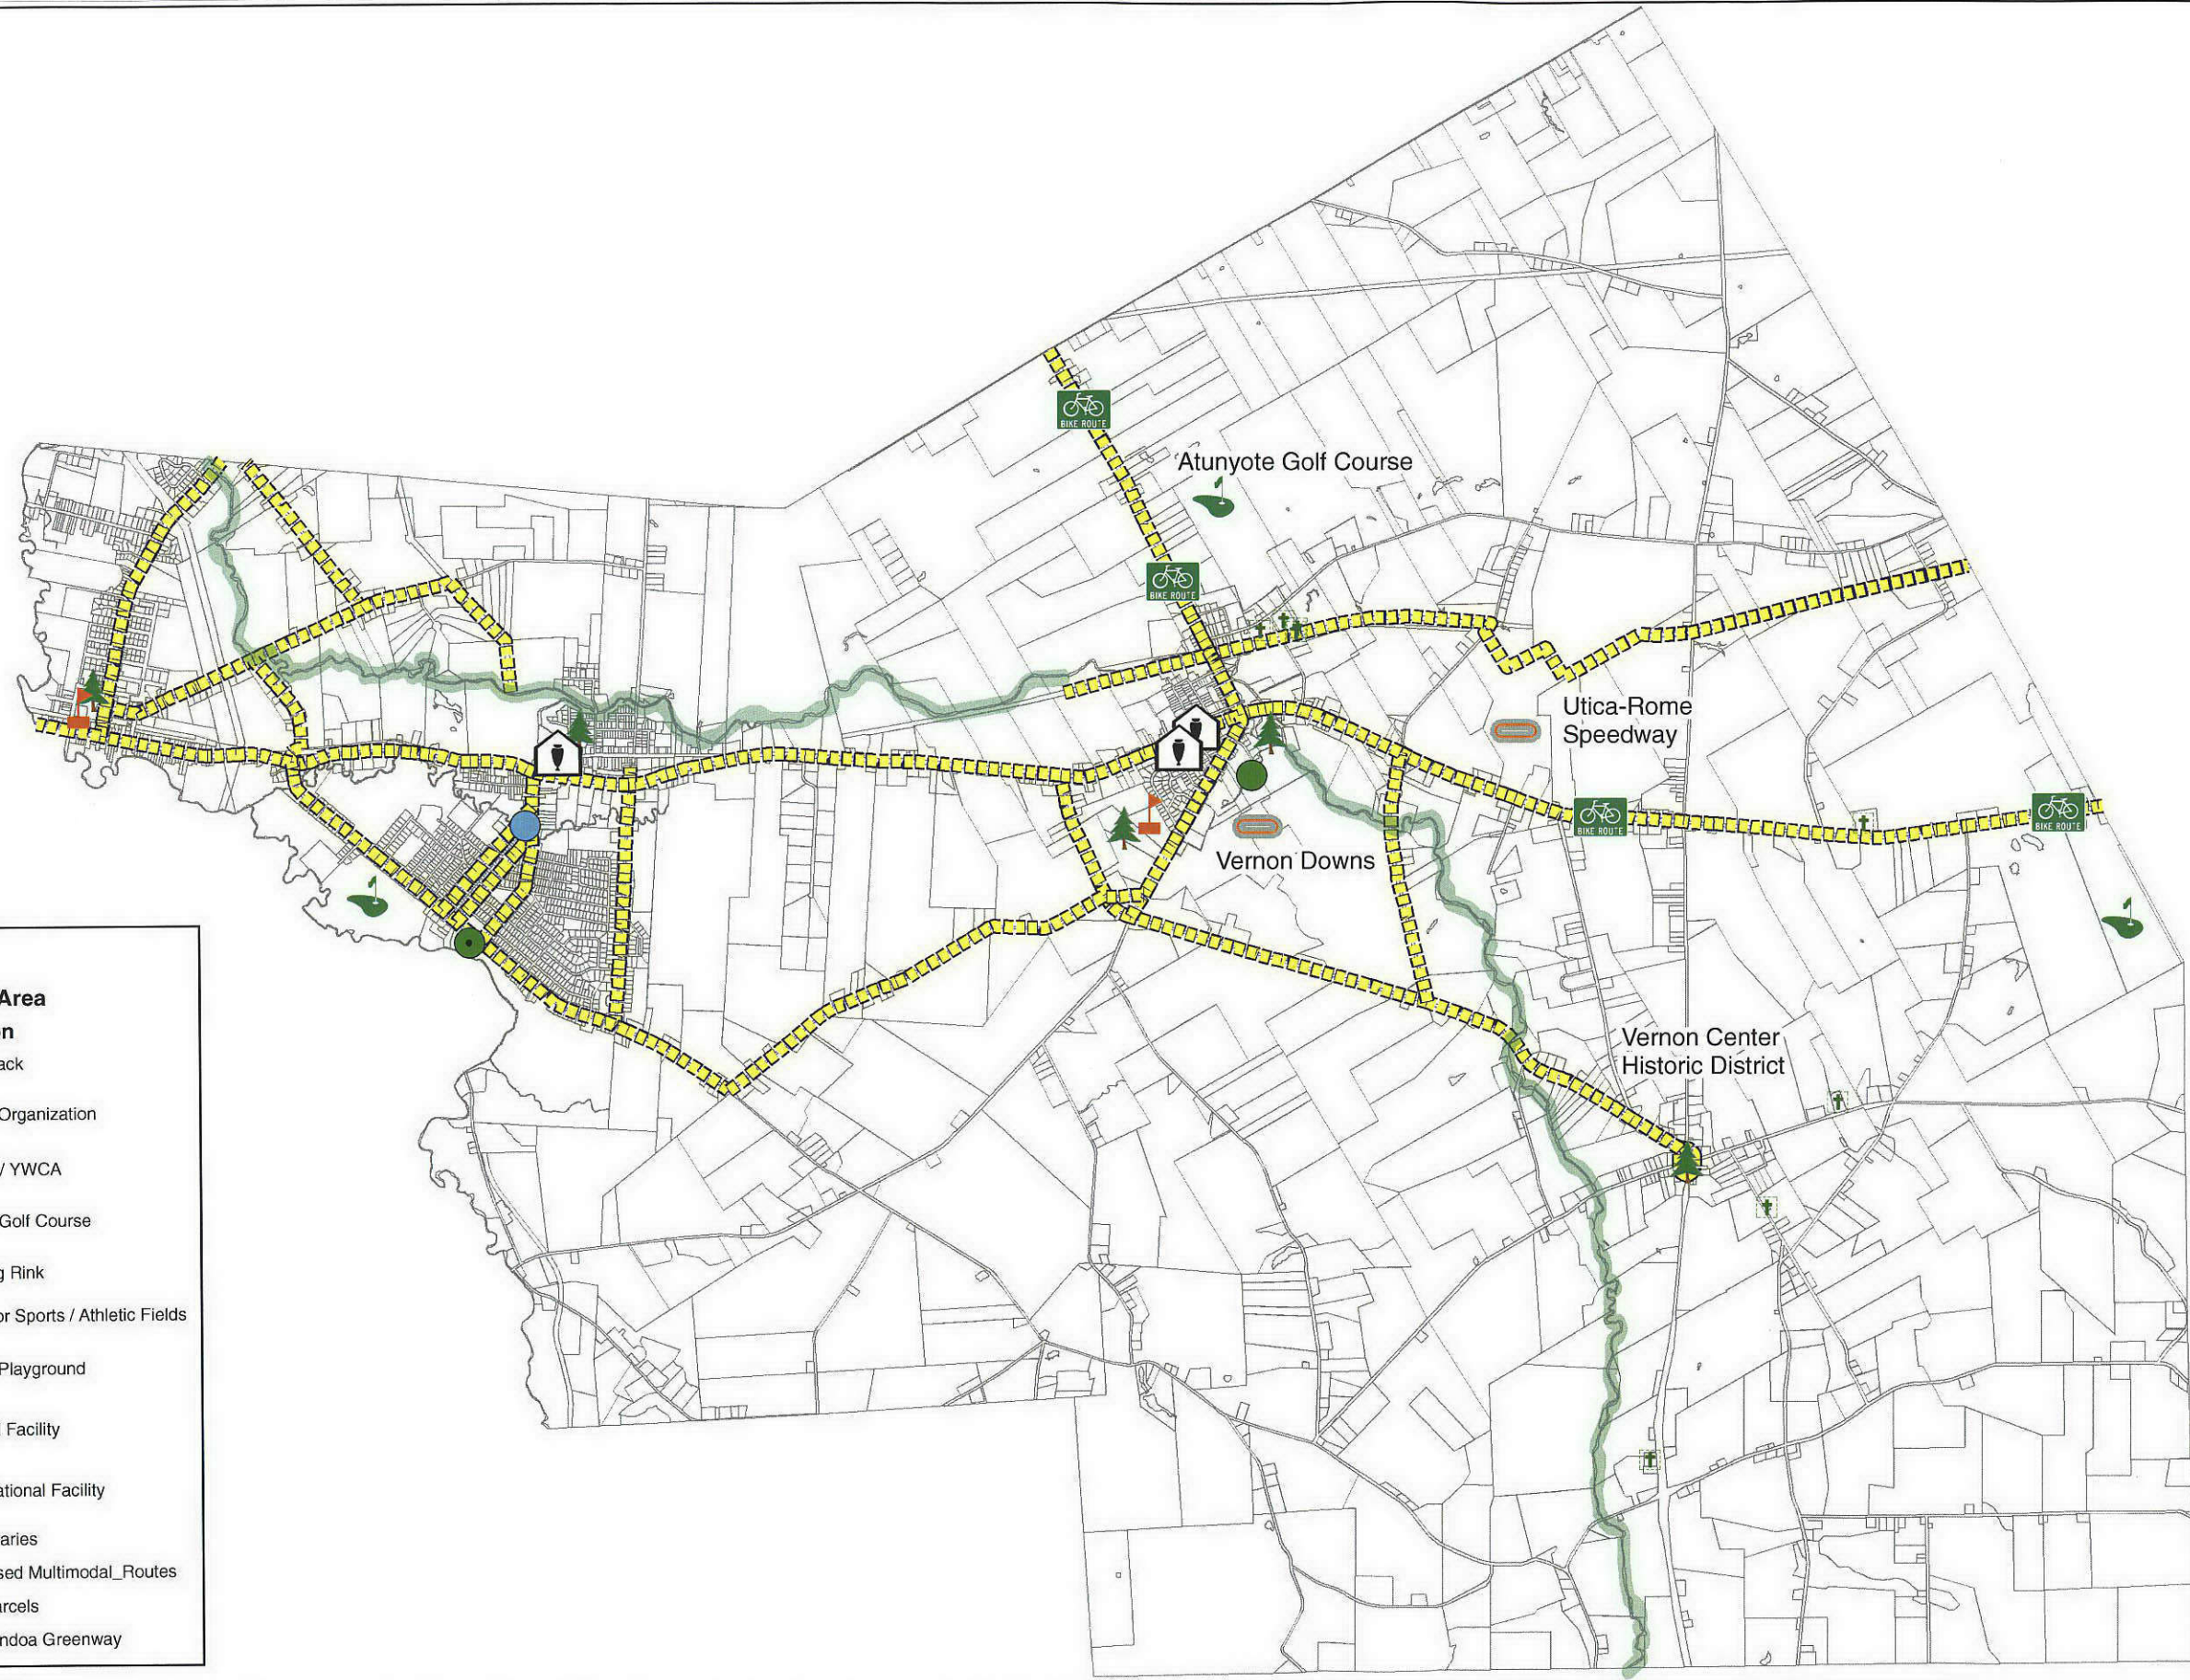 BIKE ROUTE
Atunyote Golf Course
BIKE ROUTE
Utica-Rome
Speedway
BIKE ROUTE
BIKE ROUTE
Vernon Downs
Vernon Center
Historic District
Area
on
ack
Organization
/ YWCA
Golf Course
g Rink
or Sports / Athletic Fields
Playground
Facility
ational Facility
aries
sed Multimodal_Routes
arcels
ndoa Greenway